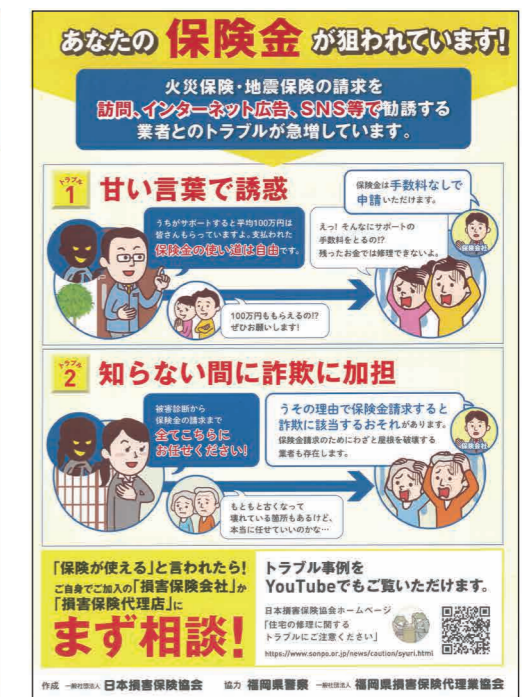 あなたの 保険金 が狙われています!
火災保険・地震保険の請求を
訪問、インターネット広告、SNS等で勧誘する
業者とのトラブルが急増しています。
トラブル
1
甘い言葉で誘惑
うちがサポートすると平均100万円は
皆さんもらっていますよ。支払われた
保険金の使い道は自由です。
100万円ももらえるの!?
ぜひお願いします!
保険金は手数料なしで
申請いただけます。
保険会社
えっ! そんなにサポートの
手数料をとるの!?
残ったお金では修理できないよ。
トラブル
2
知らない間に詐欺に加担
被害診断から
保険金の請求まで
全てこちらに
お任せください!
もともと古くなって
壊れている箇所もあるけど、
本当に任せていいのかな…
うその理由で保険金請求すると
詐欺に該当するおそれがあります。
保険金請求のためにわざと屋根を破壊する
業者も存在します。
保険会社
「保険が使える」と言われたら!
ご自身でご加入の「損害保険会社」か
「損害保険代理店」に
まず相談!
トラブル事例を
YouTubeでもご覧いただけます。
日本損害保険協会ホームページ
「住宅の修理に関する
トラブルにご注意ください」
https://www.sonpo.or.jp/news/caution/syuri.html
作成 一般社団法人 日本損害保険協会 協力 福岡県警察 一般社団法人 福岡県損害保険代理業協会